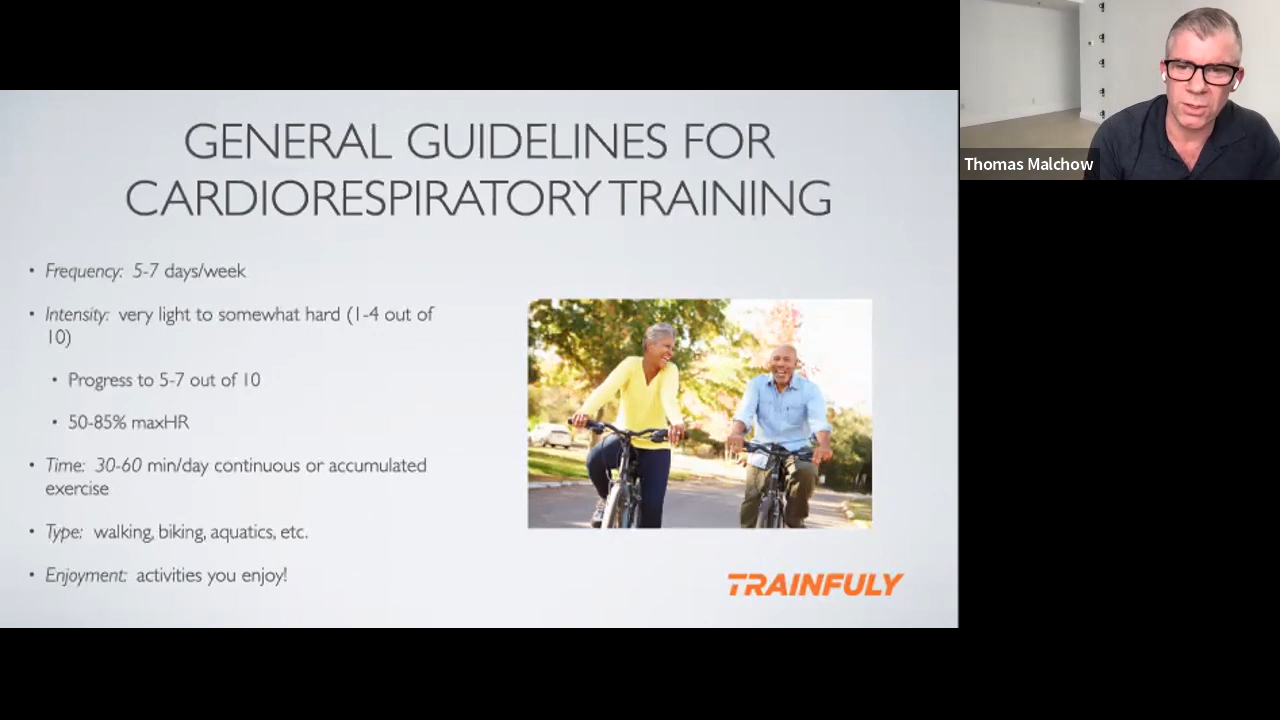 GENERAL GUIDELINES FOR
CARDIORESPIRATORY TRAINING
• Frequency: 5-7 days/week
• Intensity: very light to somewhat hard (1-4 out of
10)
• Progress to 5-7 out of 10
• 50-85% maxHR
• Time: 30-60 min/day continuous or accumulated
exercise
• Type: walking, biking, aquatics, etc.
• Enjoyment: activities you enjoy!
TRAINFULY
Thomas Malchow